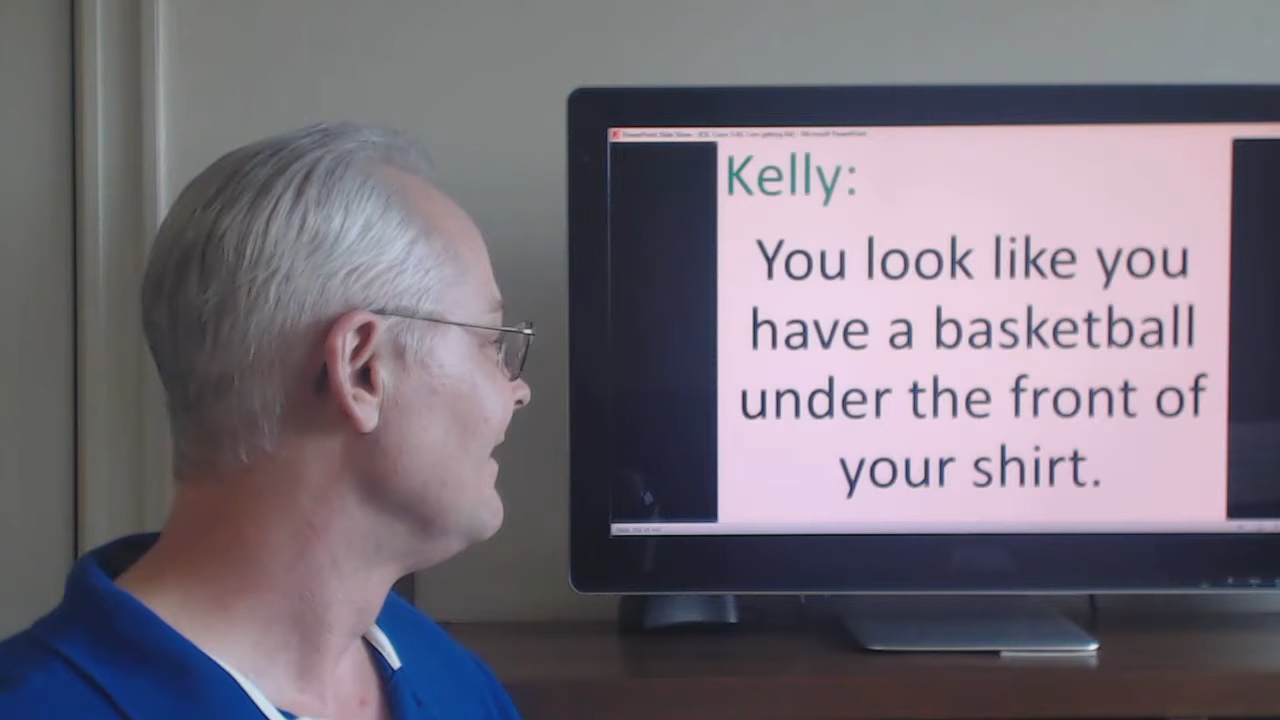 Kelly:
You look like you
have a basketball
under the front of
your shirt.